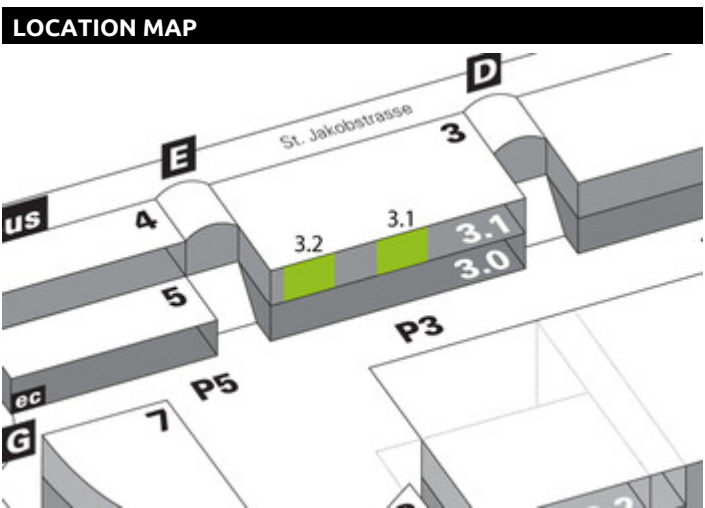 LOCATION MAP
D
St. Jakobstrasse
3
E
us
4
3.1
3.2
3.1
3.0
5
P3
P5
ec
7
G